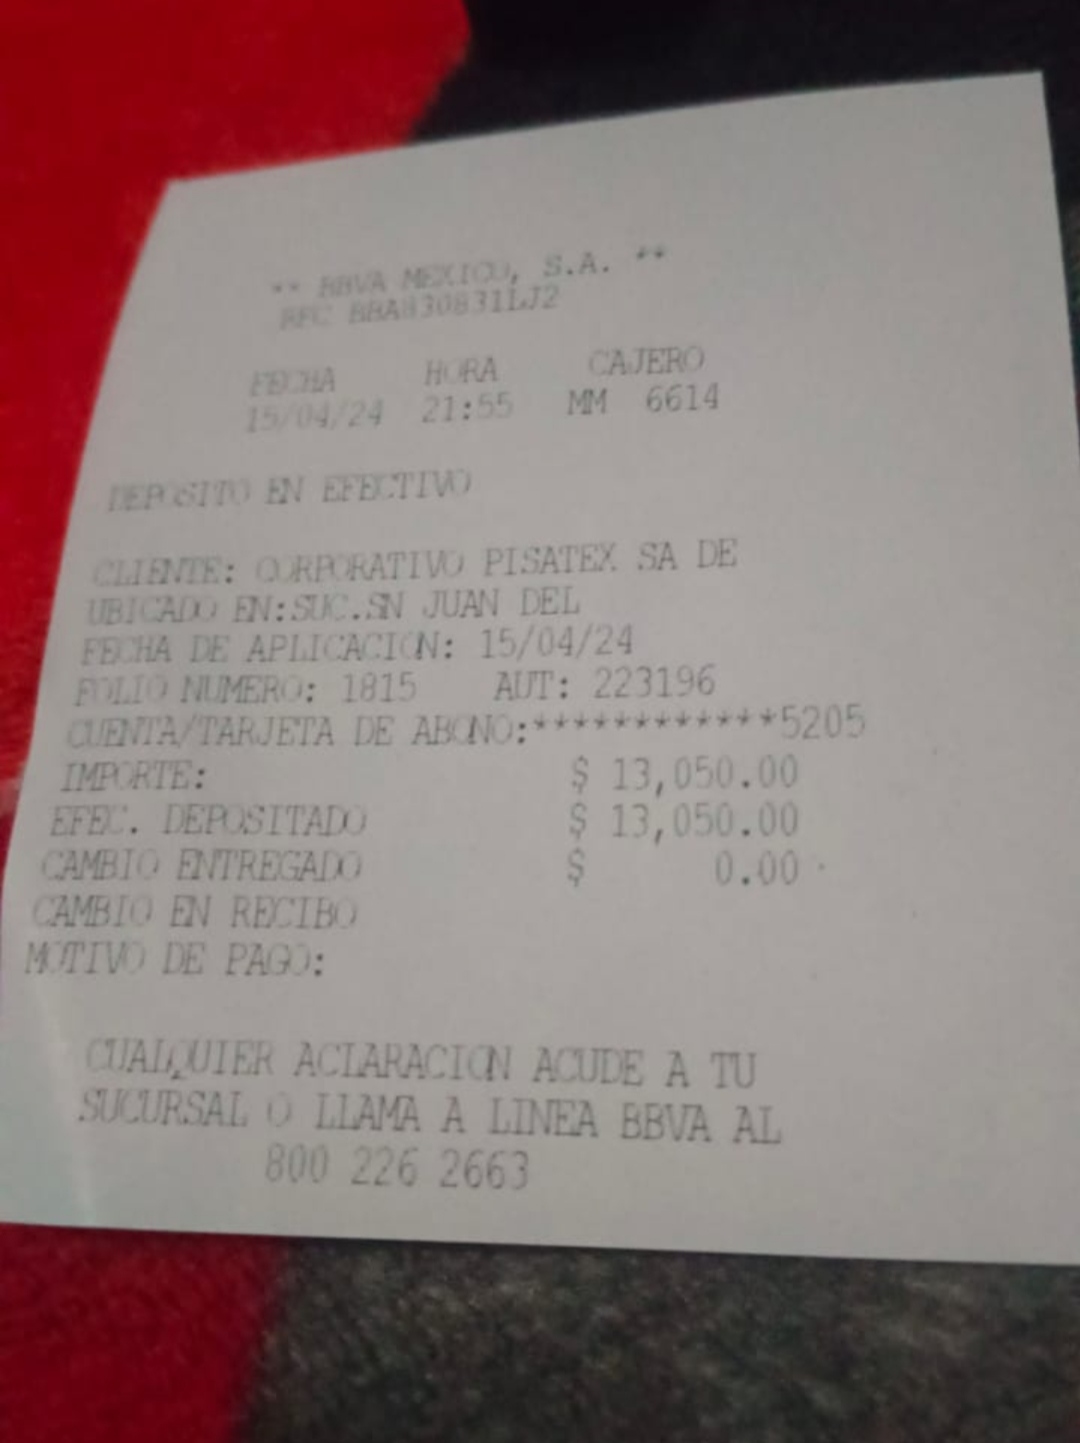 ** BBVA MEXICO, S.A. **
RFC BBA830831LJ2
FECHA HORA CAJERO
15/04/24 21:55 MM 6614
DEPOSITO EN EFECTIVO
CLIENTE: CORPORATIVO PISATEX SA DE
UBICADO EN:SUC.SN JUAN DEL
FECHA DE APLICACION: 15/04/24
FOLIO NUMERO: 1815 AUT: 223196
CUENTA/TARJETA DE ABONO:************5205
IMPORTE: $ 13,050.00
EFEC. DEPOSITADO $ 13,050.00
CAMBIO ENTREGADO $ 0.00
CAMBIO EN RECIBO
MOTIVO DE PAGO:
CUALQUIER ACLARACION ACUDE A TU
SUCURSAL O LLAMA A LINEA BBVA AL
800 226 2663